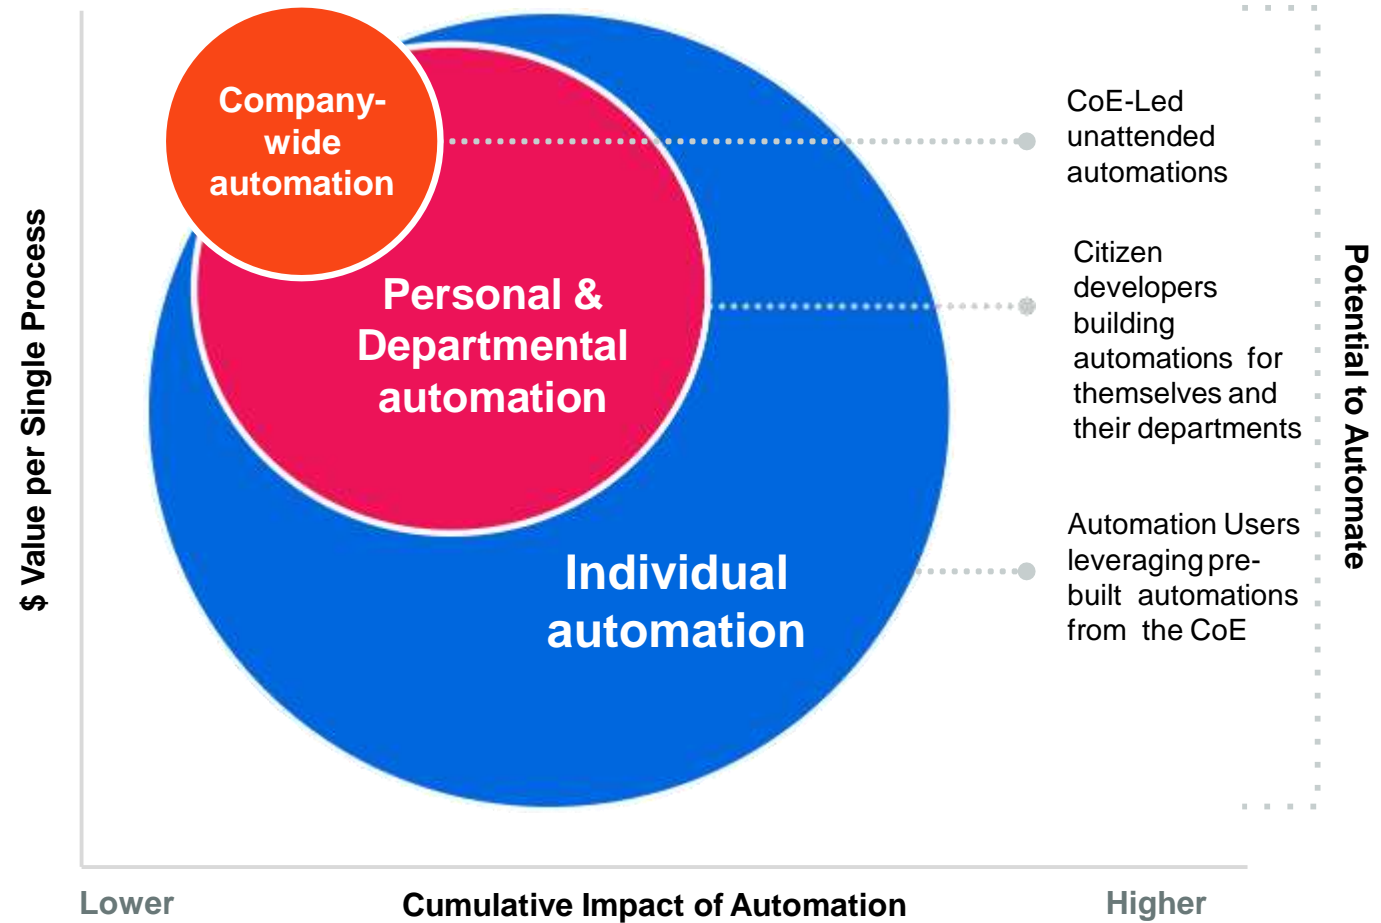 Company-
wide
automation
Personal &
Departmental
automation
Individual
automation
CoE-Led
unattended
automations
Citizen
developers
building
automations for
themselves and
their departments
Automation Users
leveraging pre-
built automations
from the CoE
$ Value per Single Process
Potential to Automate
Lower
Cumulative Impact of Automation
Higher